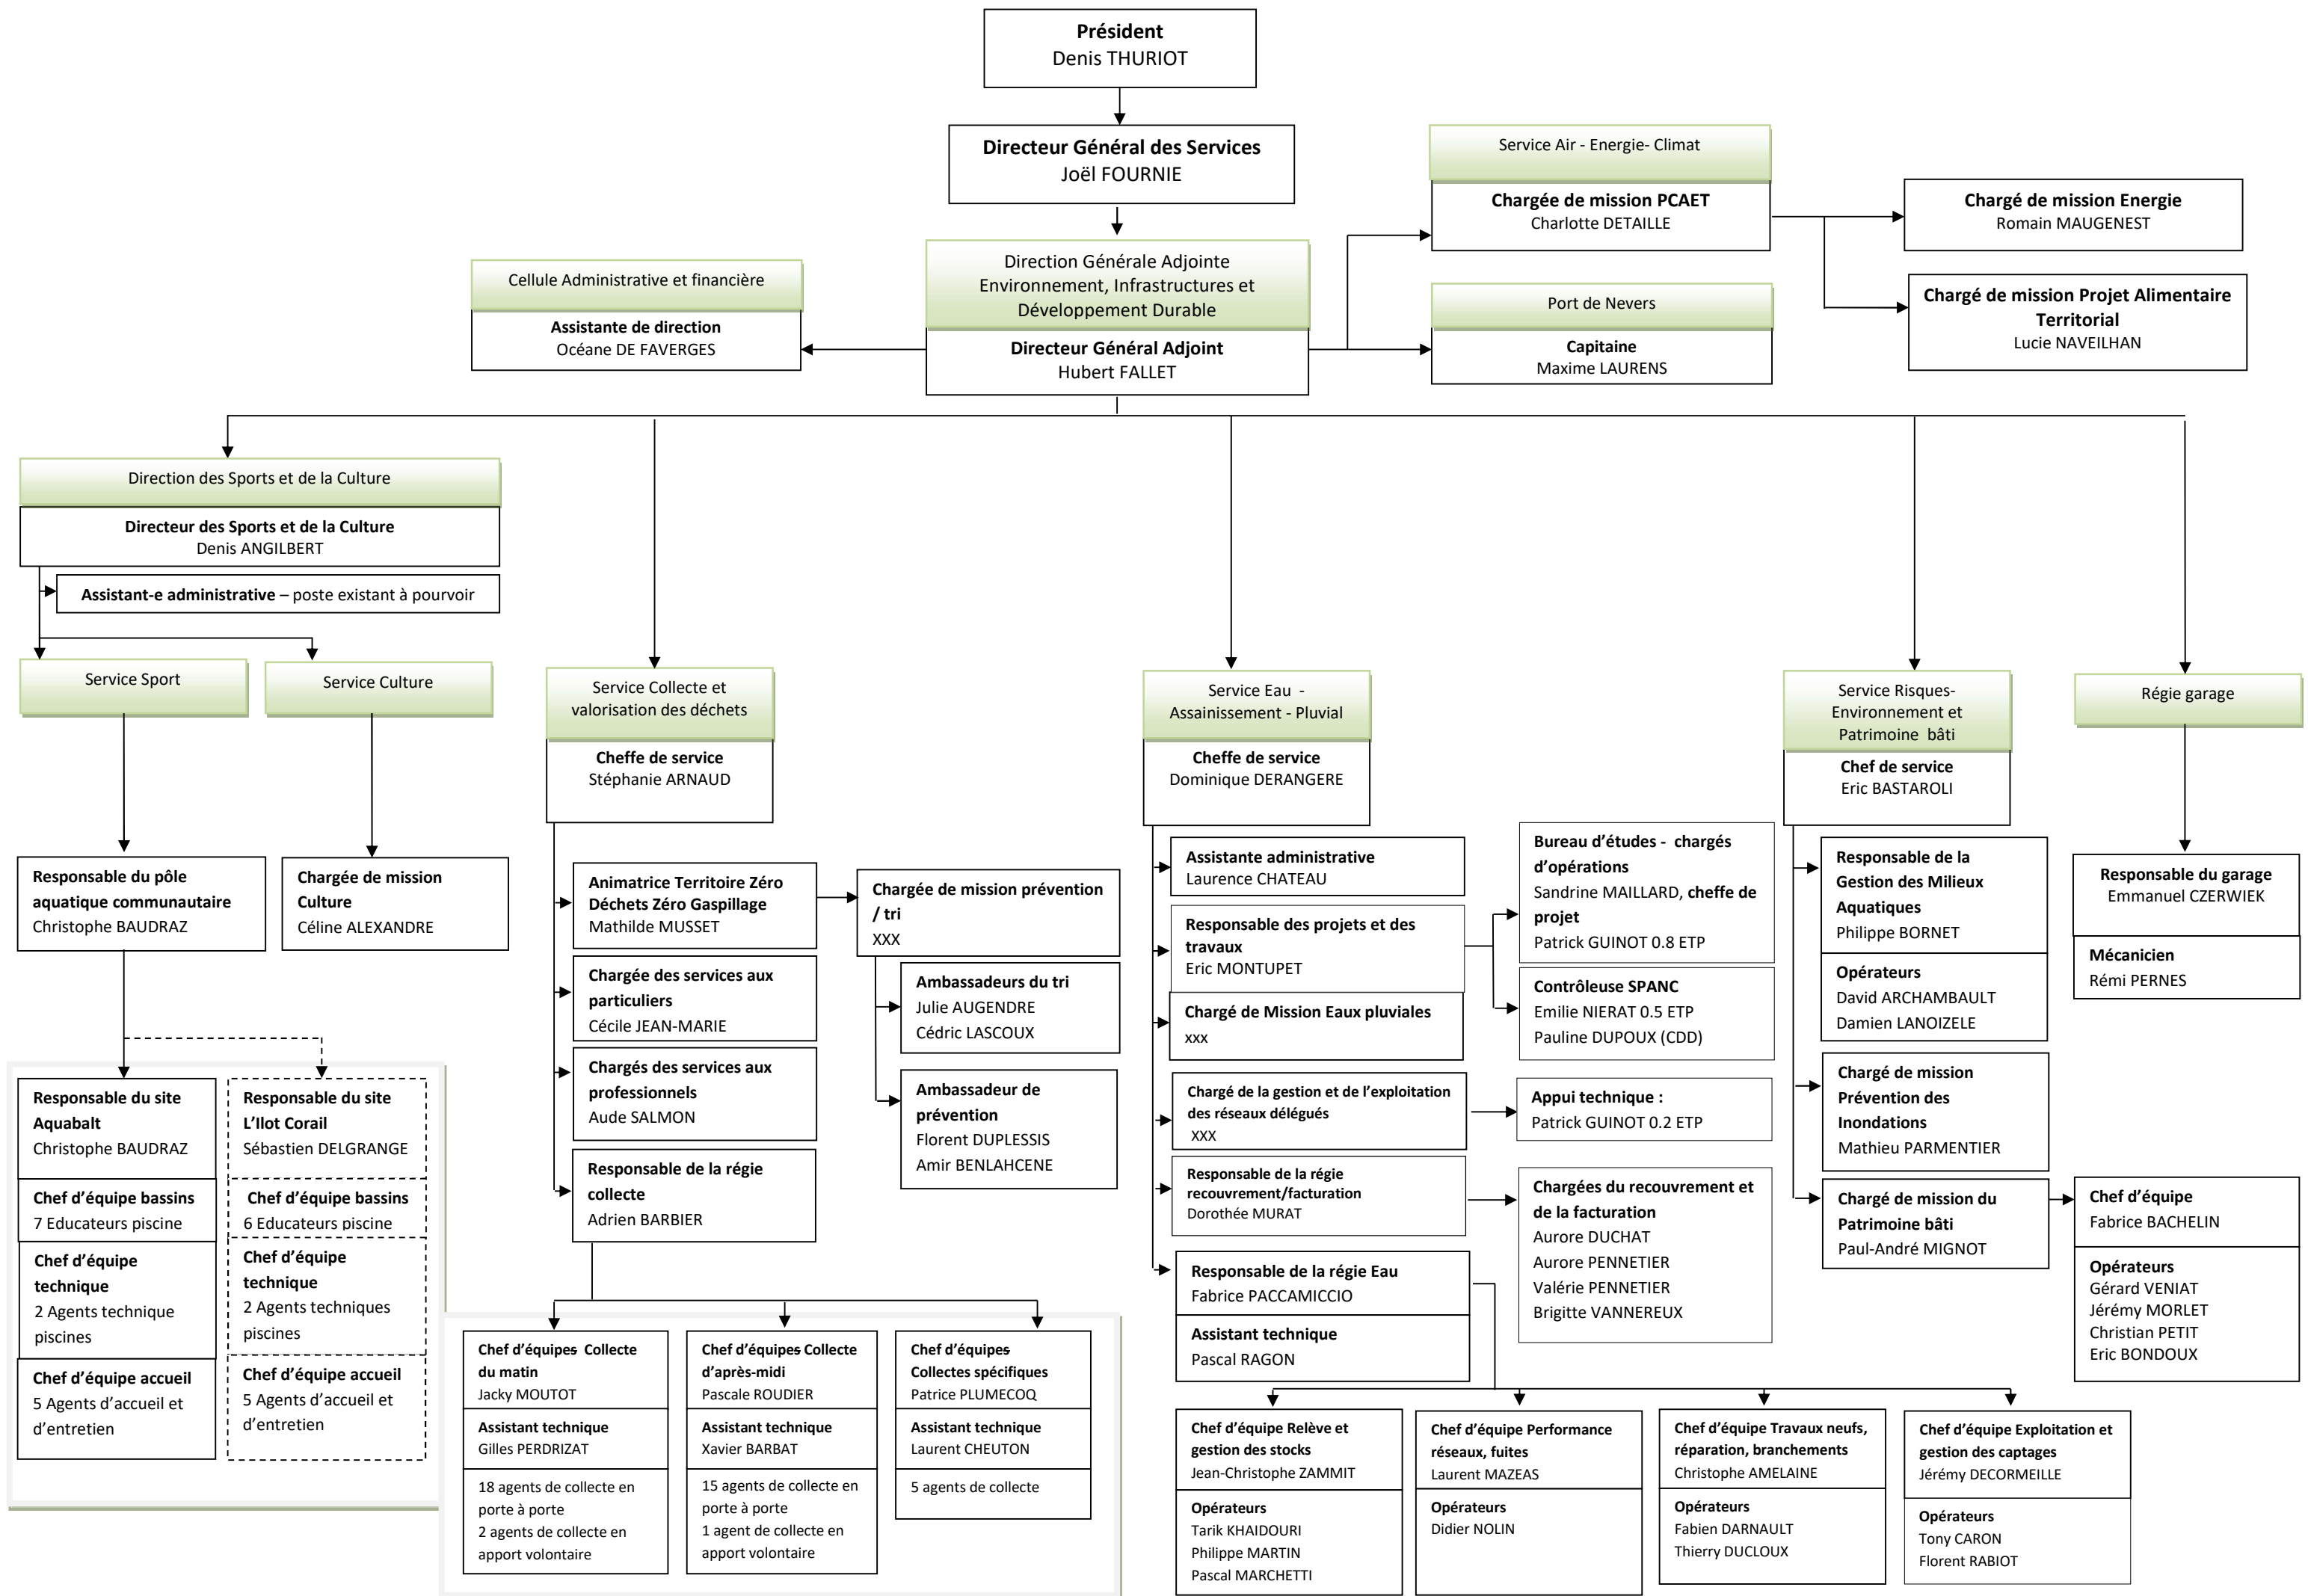 Président
Denis THURIOT
Directeur Général des Services
Joël FOURNIE
Service Air - Energie- Climat
Chargée de mission PCAET
Charlotte DETAILLE
Chargé de mission Energie
Romain MAUGENEST
Chargé de mission Projet Alimentaire
Territorial
Lucie NAVEILHAN
Cellule Administrative et financière
Assistante de direction
Océane DE FAVERGES
Direction Générale Adjointe
Environnement, Infrastructures et
Développement Durable
Directeur Général Adjoint
Hubert FALLET
Port de Nevers
Capitaine
Maxime LAURENS
Direction des Sports et de la Culture
Directeur des Sports et de la Culture
Denis ANGILBERT
Assistant-e administrative – poste existant à pourvoir
Service Sport
Service Culture
Responsable du pôle
aquatique communautaire
Christophe BAUDRAZ
Chargée de mission
Culture
Céline ALEXANDRE
Responsable du site
Aquabalt
Christophe BAUDRAZ
Chef d'équipe bassins
7 Educateurs piscine
Chef d'équipe
technique
2 Agents technique
piscines
Chef d'équipe accueil
5 Agents d'accueil et
d'entretien
Responsable du site
L'Ilot Corail
Sébastien DELGRANGE
Chef d'équipe bassins
6 Educateurs piscine
Chef d'équipe
technique
2 Agents techniques
piscines
Chef d'équipe accueil
5 Agents d'accueil et
d'entretien
Service Collecte et
valorisation des déchets
Cheffe de service
Stéphanie ARNAUD
Animatrice Territoire Zéro
Déchets Zéro Gaspillage
Mathilde MUSSET
Chargée des services aux
particuliers
Cécile JEAN-MARIE
Chargés des services aux
professionnels
Aude SALMON
Responsable de la régie
collecte
Adrien BARBIER
Chargée de mission prévention
/ tri
XXX
Ambassadeurs du tri
Julie AUGENDRE
Cédric LASCOUX
Ambassadeur de
prévention
Florent DUPLESSIS
Amir BENLAHCENE
Chef d'équipes Collecte
du matin
Jacky MOUTOT
Assistant technique
Gilles PERDRIZAT
18 agents de collecte en
porte à porte
2 agents de collecte en
apport volontaire
Chef d'équipes Collecte
d'après-midi
Pascale ROUDIER
Assistant technique
Xavier BARBAT
15 agents de collecte en
porte à porte
1 agent de collecte en
apport volontaire
Chef d'équipes
Collectes spécifiques
Patrice PLUMECOQ
Assistant technique
Laurent CHEUTON
5 agents de collecte
Service Eau -
Assainissement - Pluvial
Cheffe de service
Dominique DERANGERE
Assistante administrative
Laurence CHATEAU
Responsable des projets et des
travaux
Eric MONTUPET
Chargé de Mission Eaux pluviales
xxx
Chargé de la gestion et de l'exploitation
des réseaux délégués
XXX
Responsable de la régie
recouvrement/facturation
Dorothée MURAT
Responsable de la régie Eau
Fabrice PACCAMICCIO
Assistant technique
Pascal RAGON
Bureau d'études - chargés
d'opérations
Sandrine MAILLARD, cheffe de
projet
Patrick GUINOT 0.8 ETP
Contrôleuse SPANC
Emilie NIERAT 0.5 ETP
Pauline DUPOUX (CDD)
Appui technique :
Patrick GUINOT 0.2 ETP
Chargées du recouvrement et
de la facturation
Aurore DUCHAT
Aurore PENNETIER
Valérie PENNETIER
Brigitte VANNEREUX
Chef d'équipe Relève et
gestion des stocks
Jean-Christophe ZAMMIT
Opérateurs
Tarik KHAIDOURI
Philippe MARTIN
Pascal MARCHETTI
Chef d'équipe Performance
réseaux, fuites
Laurent MAZEAS
Opérateurs
Didier NOLIN
Chef d'équipe Travaux neufs,
réparation, branchements
Christophe AMELAINE
Opérateurs
Fabien DARNAULT
Thierry DUCLOUX
Chef d'équipe Exploitation et
gestion des captages
Jérémy DECORMEILLE
Opérateurs
Tony CARON
Florent RABIOT
Service Risques-
Environnement et
Patrimoine bâti
Chef de service
Eric BASTAROLI
Responsable de la
Gestion des Milieux
Aquatiques
Philippe BORNET
Opérateurs
David ARCHAMBAULT
Damien LANOIZELE
Chargé de mission
Prévention des
Inondations
Mathieu PARMENTIER
Chargé de mission du
Patrimoine bâti
Paul-André MIGNOT
Chef d'équipe
Fabrice BACHELIN
Opérateurs
Gérard VENIAT
Jérémy MORLET
Christian PETIT
Eric BONDOUX
Régie garage
Responsable du garage
Emmanuel CZERWIEK
Mécanicien
Rémi PERNES